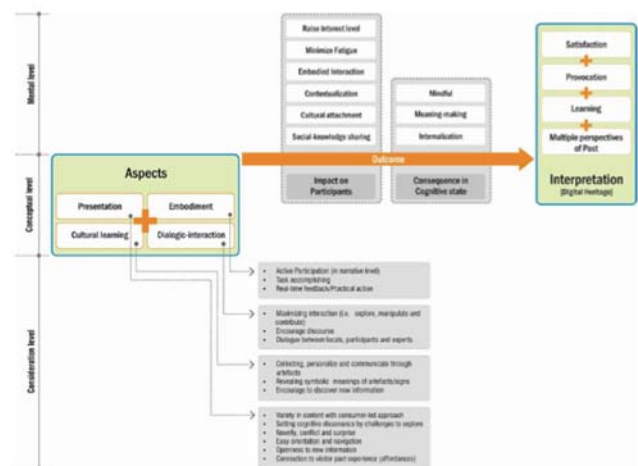 Mental level
Conceptual level
Consideration level
Raise Interest level
Minimize Fatigue
Embodied Interaction
Contextualization
Cultural attachment
Social-knowledge sharing
Impact on
Participants
Mindful
Meaning-making
Internalization
Consequence in
Cognitive state
Outcome
Satisfaction
Provocation
Learning
Multiple perspectives
of Past
Interpretation
[Digital Heritage]
Aspects
Presentation
Embodiment
Cultural learning
Dialogic-interaction
• Active Participation (in narrative level)
• Task accomplishing
• Real-time feedback/Practical action
• Maximizing interaction (i.e. explore, manipulate and
contribute)
• Encourage discourse
• Dialogue between locals, participants and experts
• Collecting, personalize and communicate through
artefacts
• Revealing symbolic meanings of artefacts/signs
• Encourage to discover new information
• Variety in content with consumer-led approach
• Setting cognitive dissonance by challenges to explore
• Novelty, conflict and surprise
• Easy orientation and navigation
• Openness to new information
• Connection to visitor past experience (affordances)